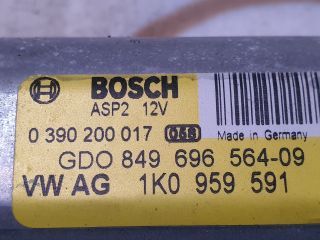 BOSCH
ASP2 12V
0 390 200 017
Made in Germany
GDO 849 696 564-09
VW AG 1K0 959 591